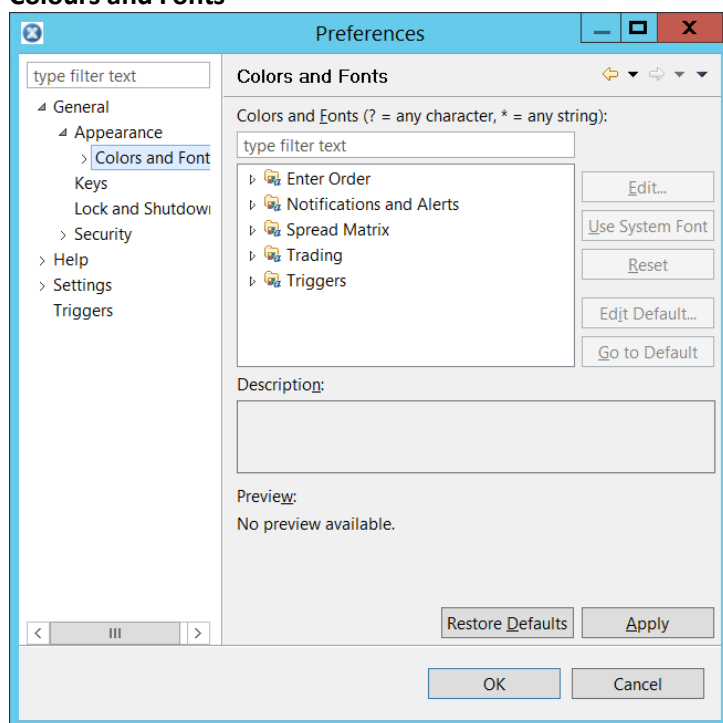 Colours and Fonts
Preferences
X
type filter text
General
Appearance
Colors and Font
Keys
Lock and Shutdow
Security
Help
Settings
Triggers
Colors and Fonts
Colors and Fonts (? = any character, * = any string):
type filter text
Enter Order
Notifications and Alerts
Spread Matrix
Trading
Triggers
Edit...
Use System Font
Reset
Edit Default...
Go to Default
Description:
Preview:
No preview available.
Restore Defaults
Apply
OK
Cancel